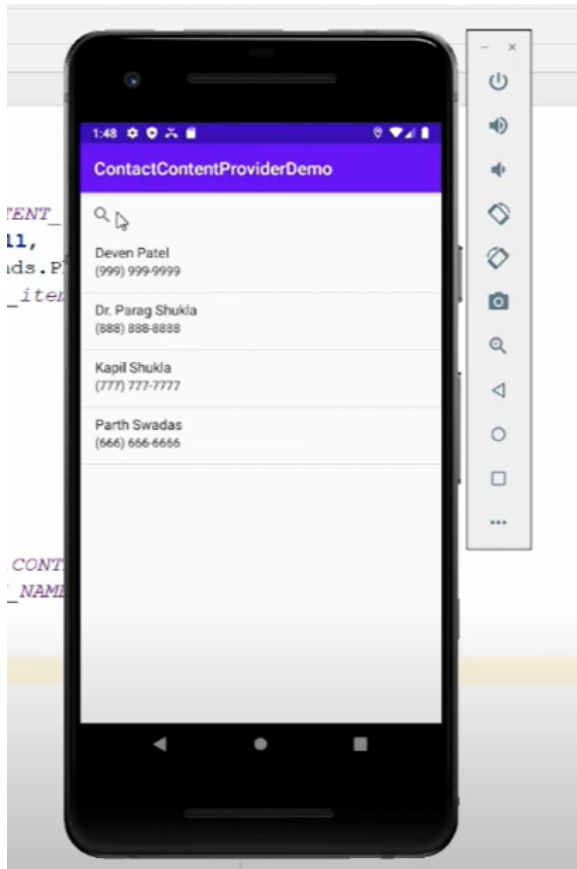 1:48
ContactContentProviderDemo
Deven Patel
(999) 999-9999
Dr. Parag Shukla
(888) 888-8888
Kapil Shukla
(777) 777-7777
Parth Swadas
(666) 666-6666
TENT_
ll,
ds.P
_item
.CONT
_NAME